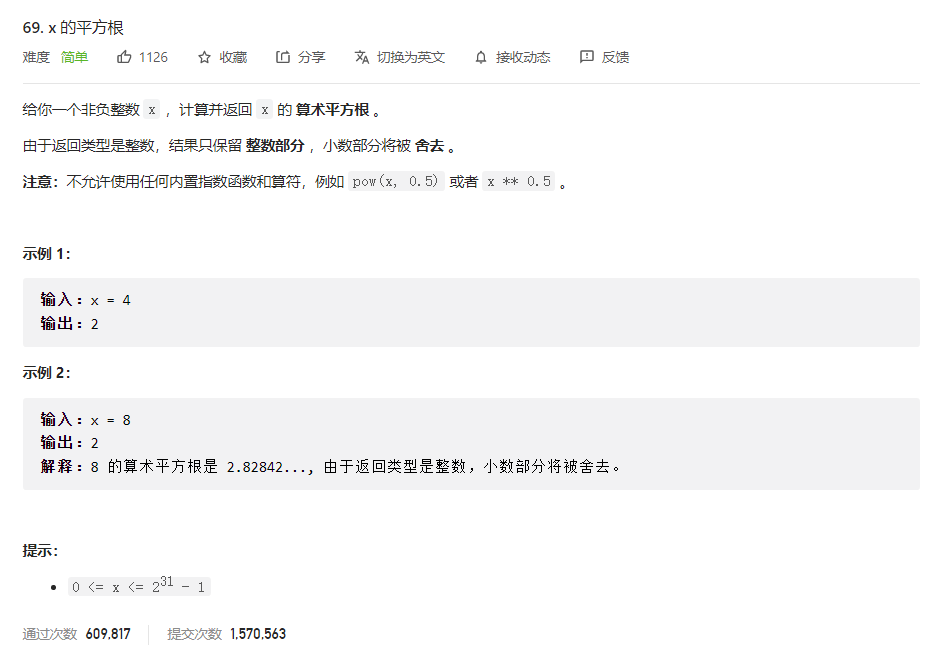 69. x 的平方根
难度 简单 1126 收藏 分享 切换为英文 接收动态 反馈
给你一个非负整数 x ，计算并返回 x 的 算术平方根 。
由于返回类型是整数，结果只保留 整数部分 ，小数部分将被 舍去 。
注意：不允许使用任何内置指数函数和算符，例如 pow(x, 0.5) 或者 x ** 0.5 。
示例 1：
输入：x = 4
输出：2
示例 2：
输入：x = 8
输出：2
解释：8 的算术平方根是 2.82842..., 由于返回类型是整数，小数部分将被舍去。
提示：
• 0 <= x <= 2³¹ - 1
通过次数 609,817 提交次数 1,570,563